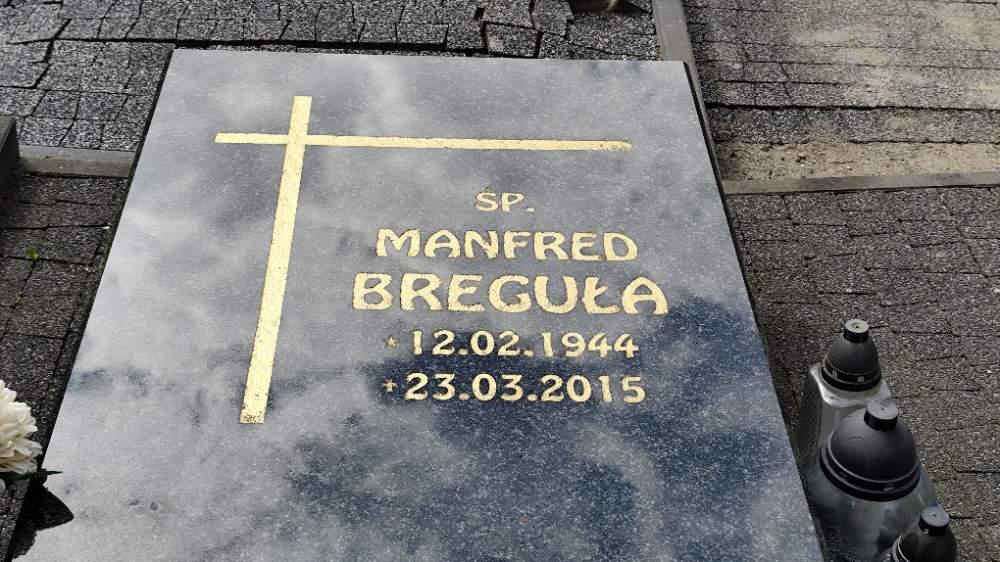 ŚP.
MANFRED
BREGUŁA
* 12.02.1944
+ 23.03.2015